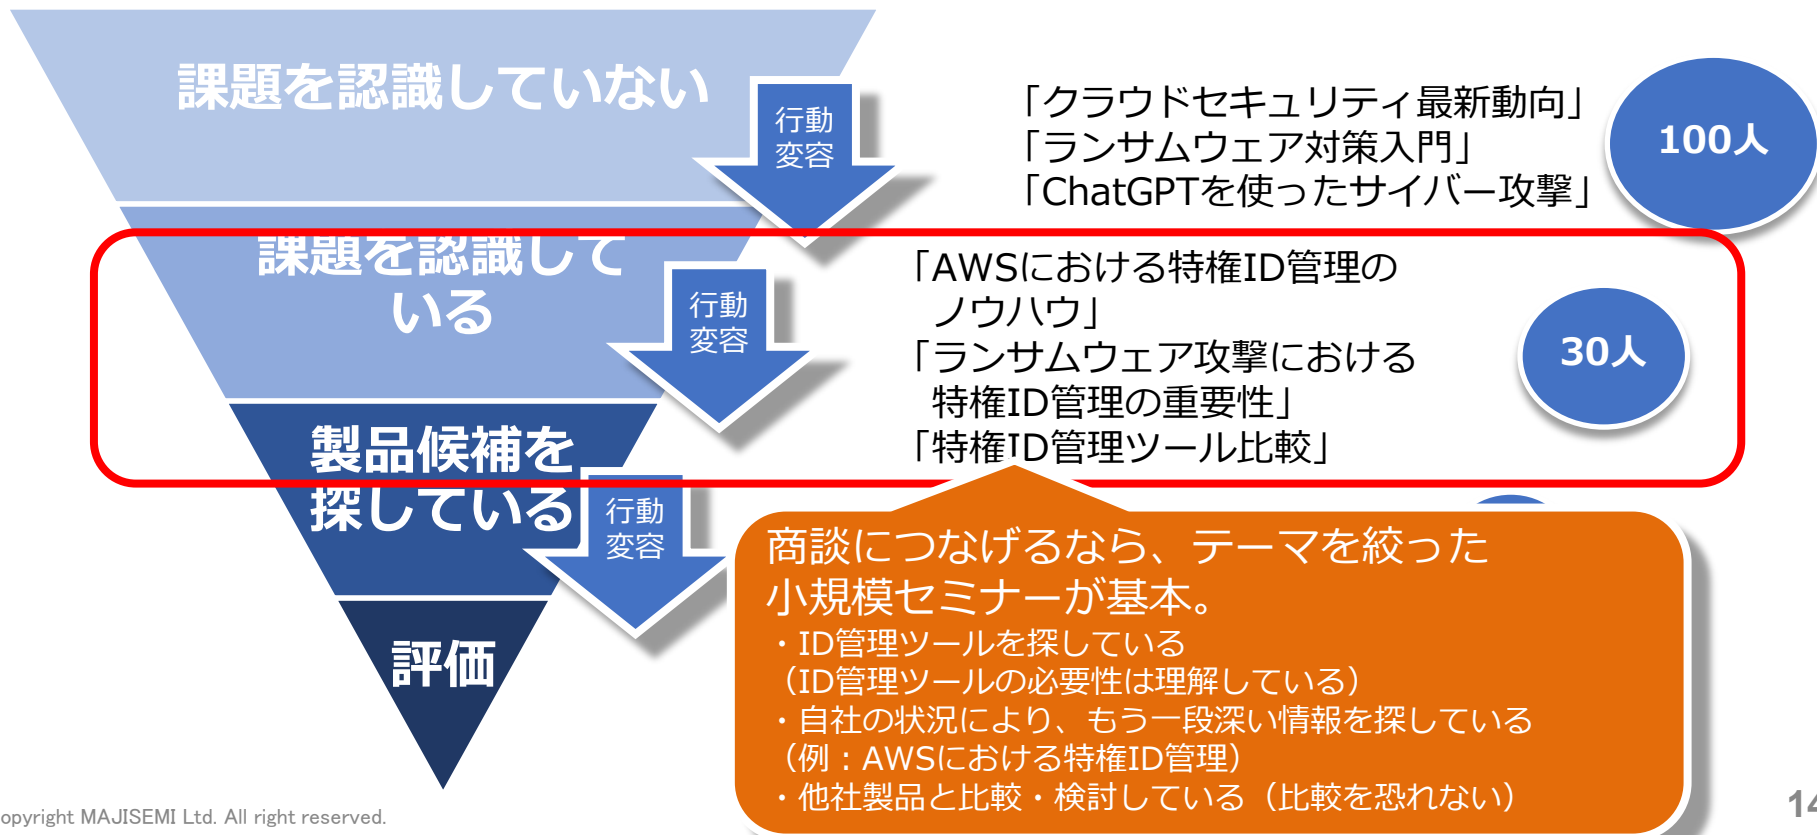 課題を認識していない
行動
変容
「クラウドセキュリティ最新動向」
「ランサムウェア対策入門」
「ChatGPTを使ったサイバー攻撃」
100人
課題を認識して
いる
行動
変容
「AWSにおける特権ID管理の
ノウハウ」
「ランサムウェア攻撃における
特権ID管理の重要性」
「特権ID管理ツール比較」
30人
製品候補を
探している
行動
変容
商談につなげるなら、テーマを絞った
小規模セミナーが基本。
・ID管理ツールを探している
（ID管理ツールの必要性は理解している）
・自社の状況により、もう一段深い情報を探している
（例：AWSにおける特権ID管理）
・他社製品と比較・検討している（比較を恐れない）
評価
opyright MAJISEMI Ltd. All right reserved.
14